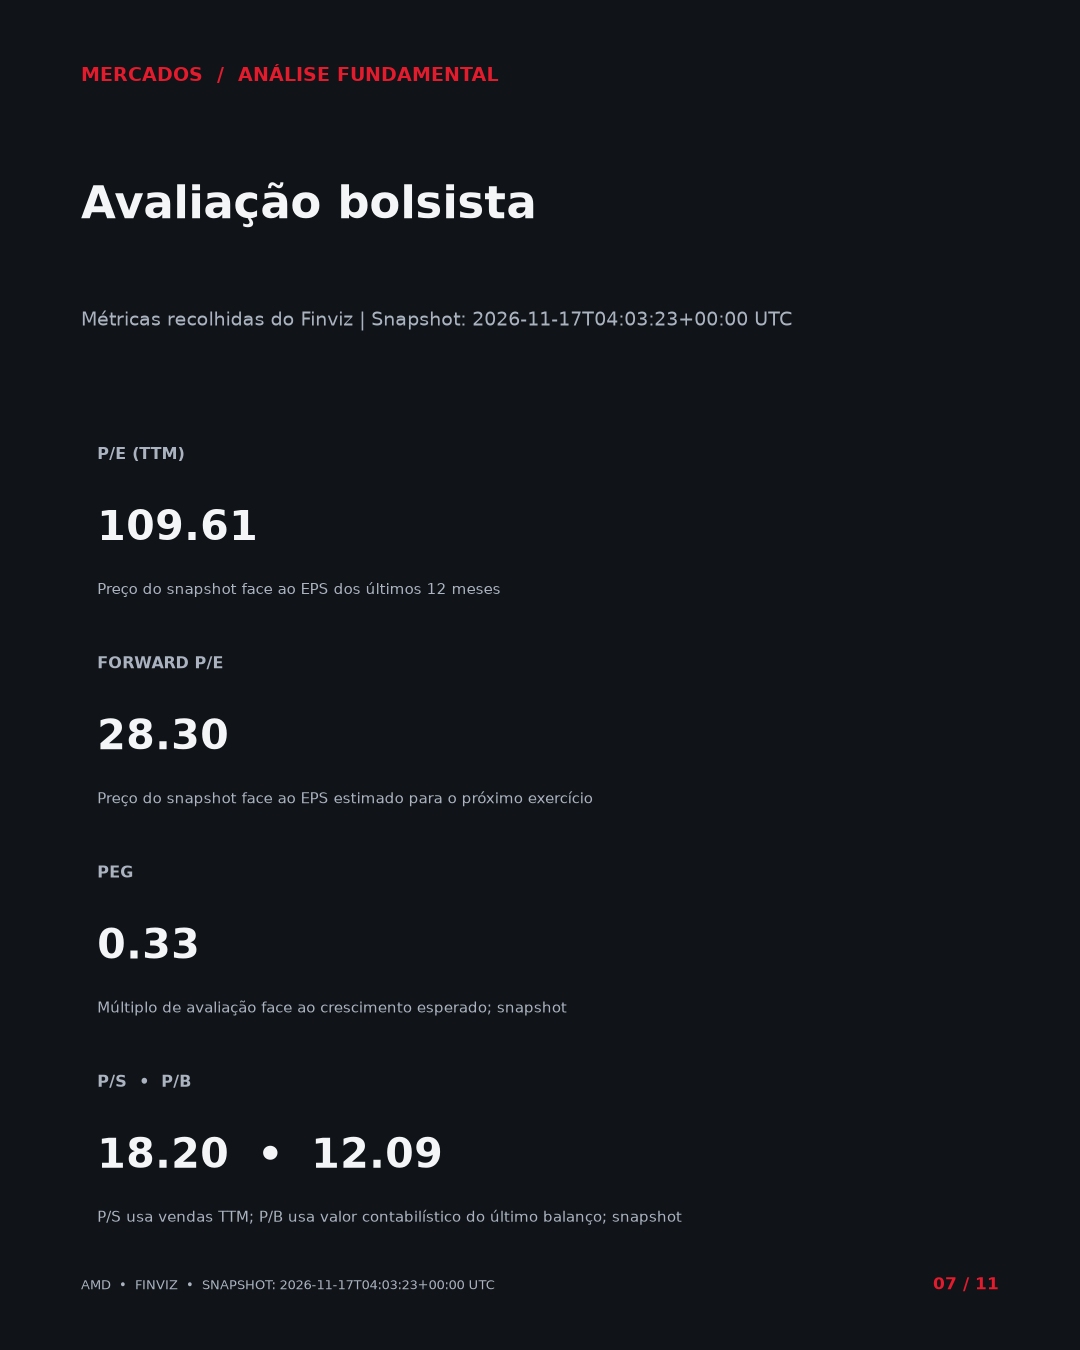 MERCADOS / ANÁLISE FUNDAMENTAL
Avaliação bolsista
Métricas recolhidas do Finviz | Snapshot: 2026-11-17T04:03:23+00:00 UTC
P/E (TTM)
109.61
Preço do snapshot face ao EPS dos últimos 12 meses
FORWARD P/E
28.30
Preço do snapshot face ao EPS estimado para o próximo exercício
PEG
0.33
Múltiplo de avaliação face ao crescimento esperado; snapshot
P/S • P/B
18.20 • 12.09
P/S usa vendas TTM; P/B usa valor contabilístico do último balanço; snapshot
AMD • FINVIZ • SNAPSHOT: 2026-11-17T04:03:23+00:00 UTC
07 / 11